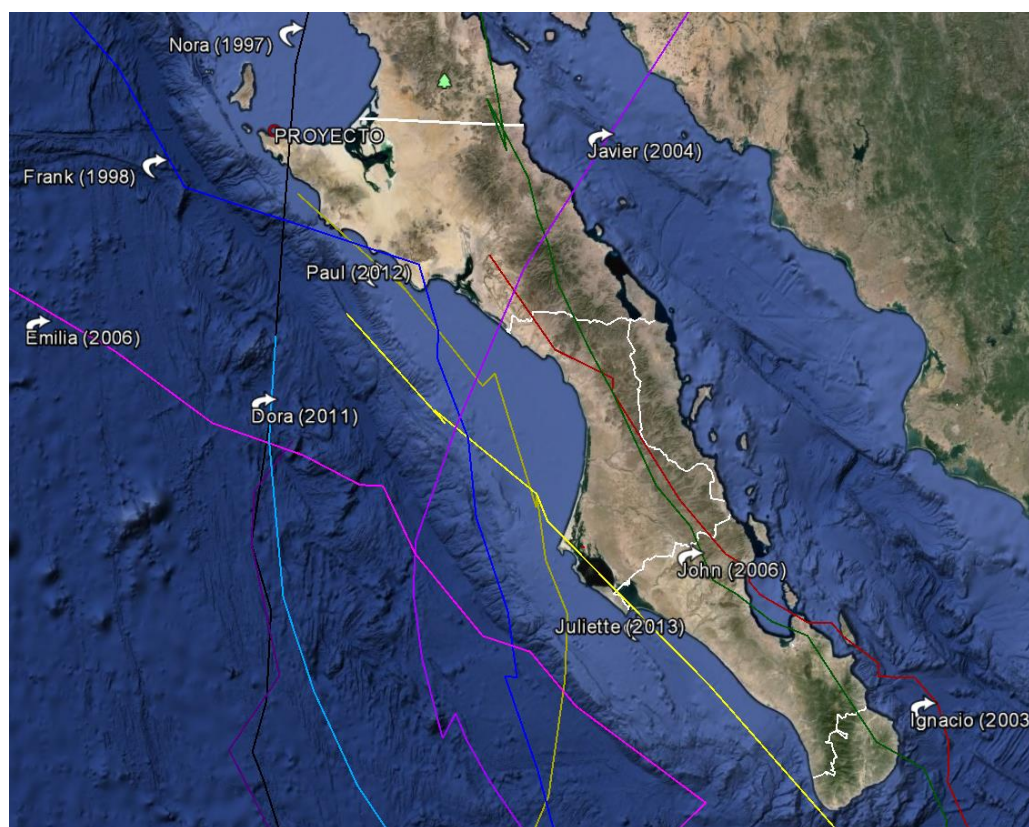 Nora (1997)
PROYECTO
Javier (2004)
Frank (1998)
Paul (2012)
Emilia (2006)
Dora (2011)
John (2006)
Juliette (2013)
Ignacio (2003